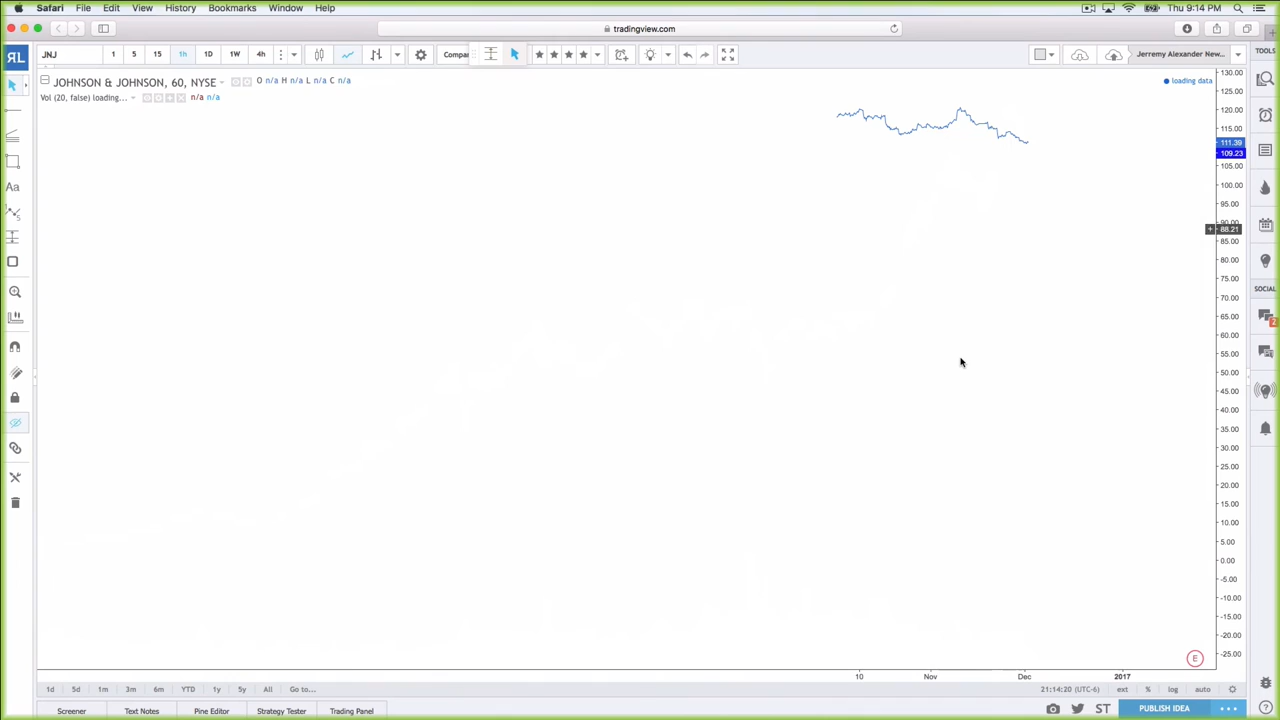 Safari File Edit View History Bookmarks Window Help Thu 9:14 PM
tradingview.com
JNJ 1 5 15 1h 1D 1W 4h Compar Jerremy Alexander New...
TOOLS
JOHNSON & JOHNSON, 60, NYSE O n/a H n/a L n/a C n/a
loading data
Vol (20, false) loading... n/a n/a
130.00
125.00
120.00
115.00
111.39
109.23
105.00
100.00
95.00
90.00
88.21
85.00
80.00
75.00
70.00
65.00
60.00
55.00
50.00
45.00
40.00
35.00
30.00
25.00
20.00
15.00
10.00
5.00
0.00
-5.00
-10.00
-15.00
-20.00
-25.00
Aa
SOCIAL
2
E
10 Nov Dec 2017
1d 5d 1m 3m 6m YTD 1y 5y All Go to... 21:14:20 (UTC-6) ext % log auto
Screener Text Notes Pine Editor Strategy Tester Trading Panel ST PUBLISH IDEA